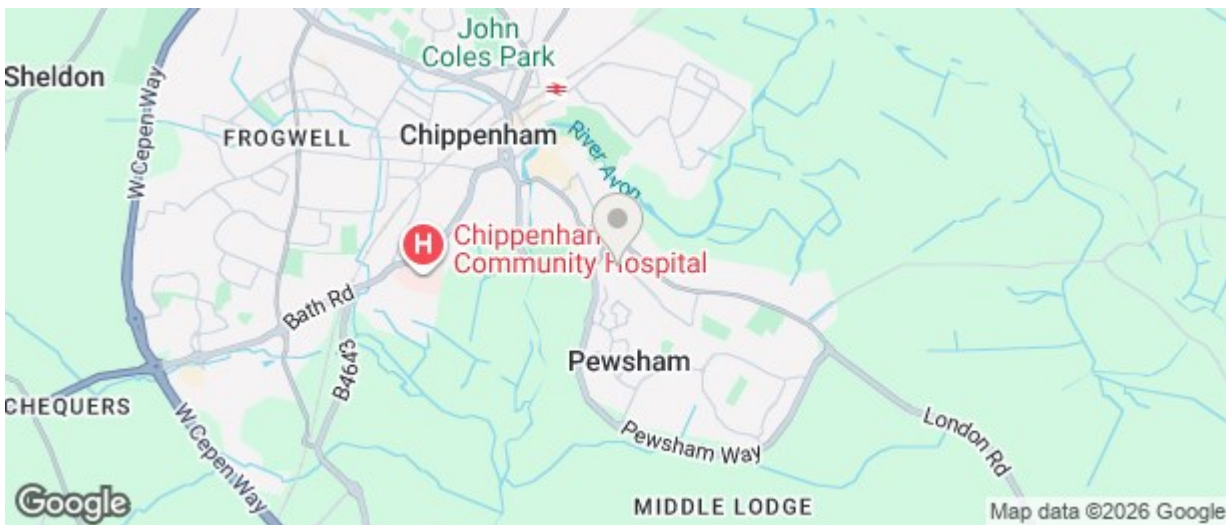 John
Coles Park
Sheldon
W Cepen Way
FROGWELL
Chippenham
River Avon
H
Chippenham
Community Hospital
Bath Rd
B4643
Pewsham
CHEQUERS
W Cepen Way
Pewsham Way
London Rd
MIDDLE LODGE
Google
Map data ©2026 Google